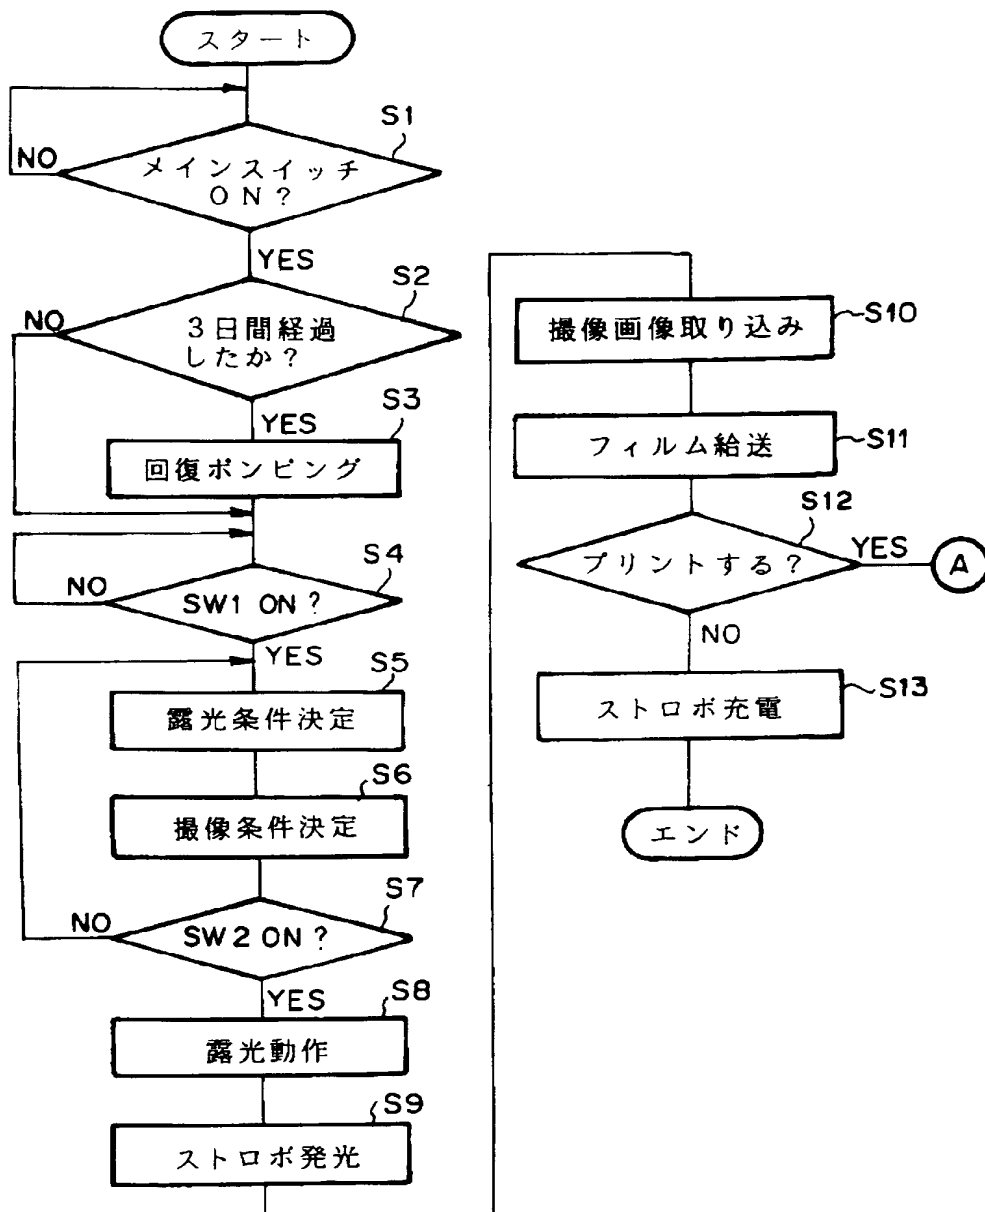 スタート
S1
NO
メインスイッチ
ON?
YES
S2
NO
3日間経過
したか?
YES
S3
回復ポンピング
S4
NO
SW1 ON?
YES
S5
露光条件決定
S6
撮像条件決定
S7
NO
SW2 ON?
YES
S8
露光動作
S9
ストロボ発光
撮像画像取り込み
S10
フィルム給送
S11
S12
プリントする?
YES
A
NO
ストロボ充電
S13
エンド